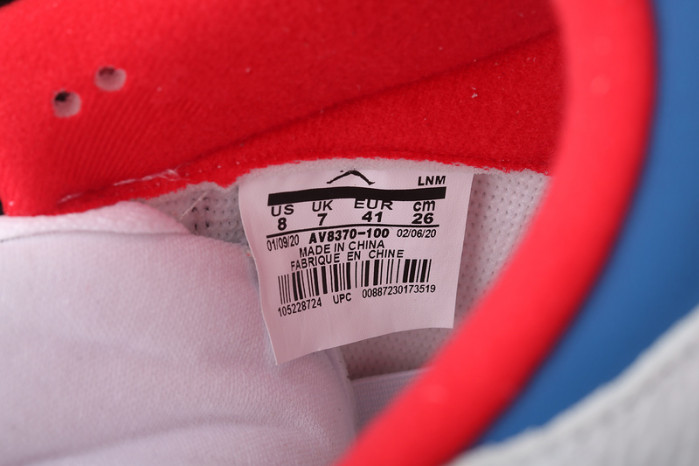 LNM
US UK EUR cm
8 7 41 26
01/09/20 AV8370-100 02/06/20
MADE IN CHINA
FABRIQUE EN CHINE
105228724 UPC 00887230173519